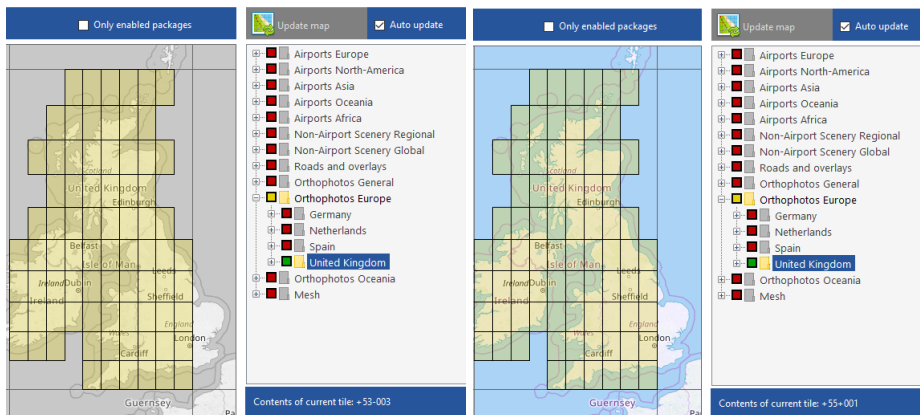 Only enabled packages
Update map
Auto update
Scotland
United Kingdom
Edinburgh
Belfast
Isle of Man
Leeds
Ireland
Dublin
Sheffield
Ireland
England
Wales
London
Cardiff
Guernsey
Pa
Airports Europe
Airports North-America
Airports Asia
Airports Oceania
Airports Africa
Non-Airport Scenery Regional
Non-Airport Scenery Global
Roads and overlays
Orthophotos General
Orthophotos Europe
Germany
Netherlands
Spain
United Kingdom
Orthophotos Oceania
Mesh
Contents of current tile: +53-003
Only enabled packages
Update map
Auto update
Scotland
United Kingdom
Edinburgh
Belfast
Isle of Man
Leeds
Ireland
Dublin
Sheffield
Ireland
England
Wales
London
Cardiff
Guernsey
Pa
Airports Europe
Airports North-America
Airports Asia
Airports Oceania
Airports Africa
Non-Airport Scenery Regional
Non-Airport Scenery Global
Roads and overlays
Orthophotos General
Orthophotos Europe
Germany
Netherlands
Spain
United Kingdom
Orthophotos Oceania
Mesh
Contents of current tile: +55+001